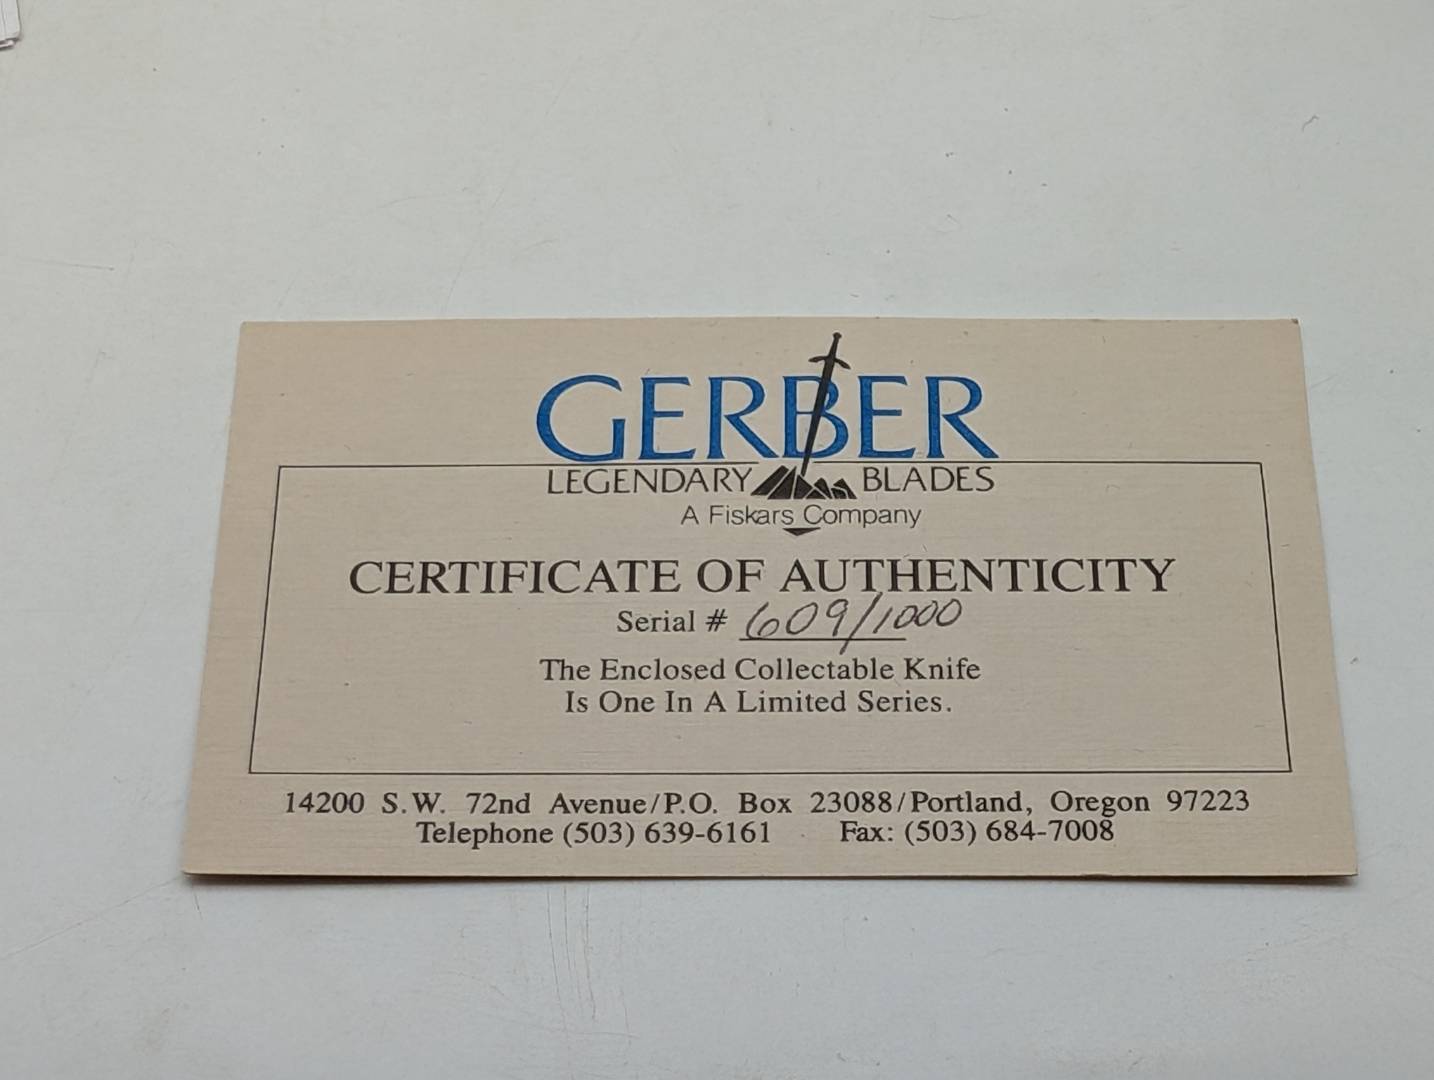 GERBER
LEGENDARY BLADES
A Fiskars Company
CERTIFICATE OF AUTHENTICITY
Serial # 609/1000
The Enclosed Collectable Knife
Is One In A Limited Series.
14200 S.W. 72nd Avenue/P.O. Box 23088/Portland, Oregon 97223
Telephone (503) 639-6161 Fax: (503) 684-7008